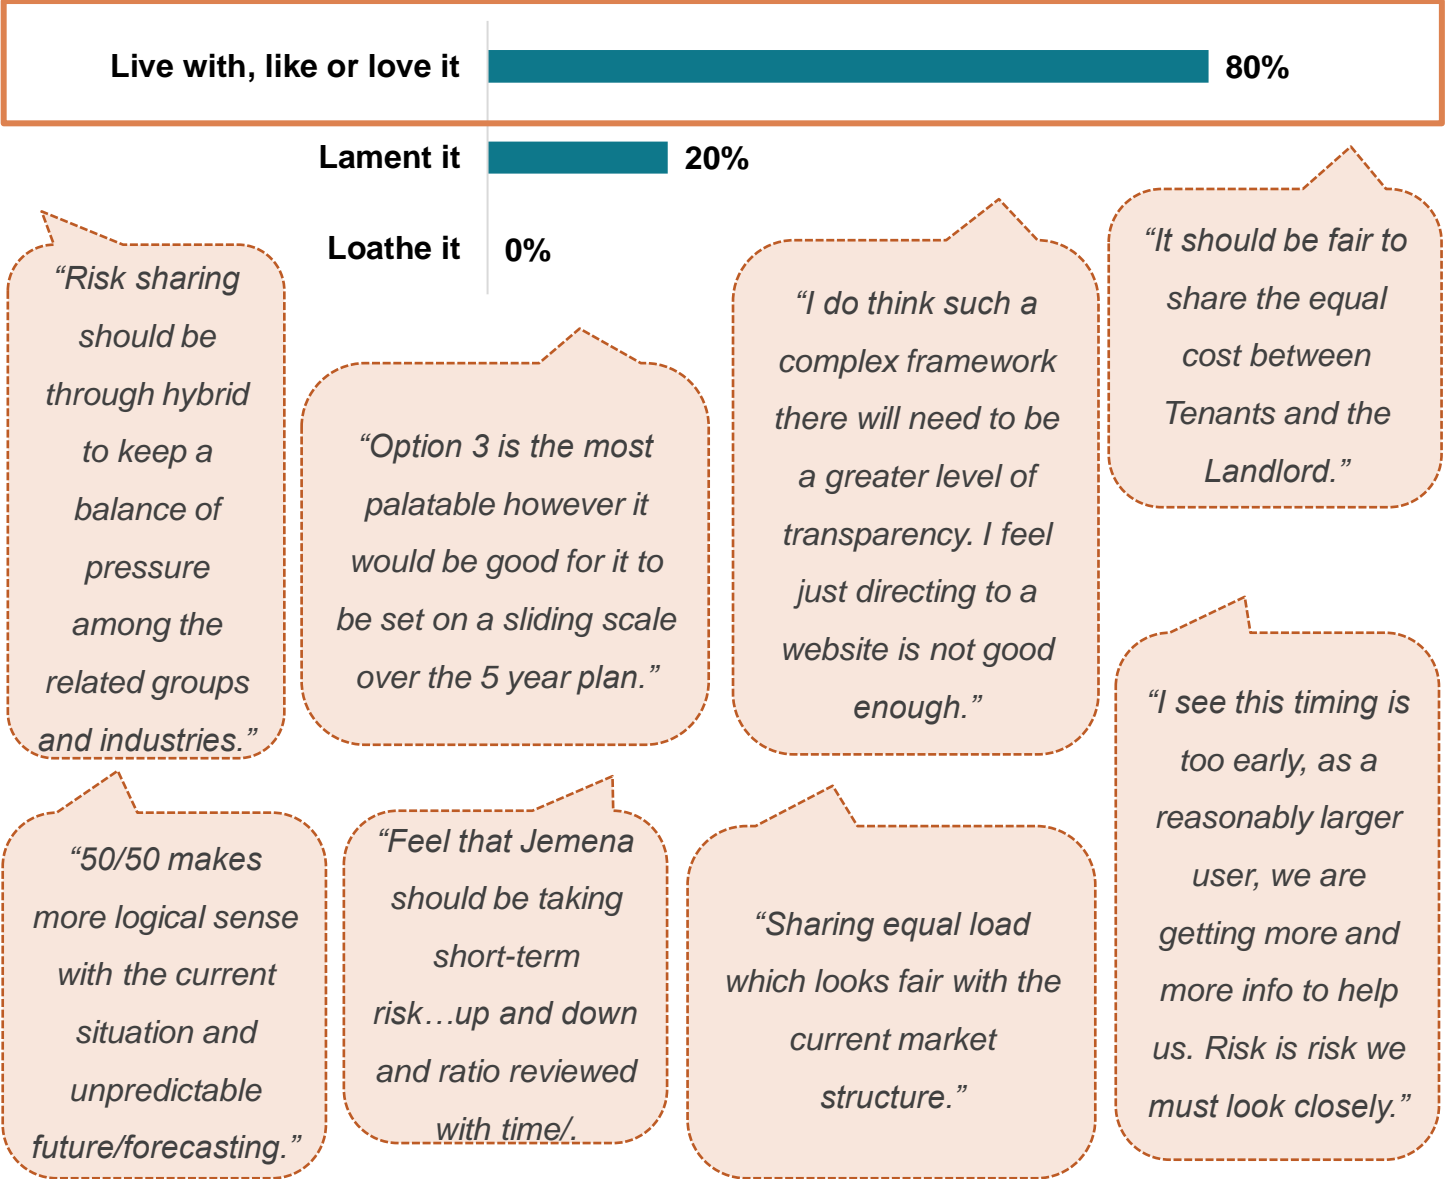 Live with, like or love it
80%
Lament it
20%
Loathe it
0%
“Risk sharing
should be
through hybrid
to keep a
balance of
pressure
among the
related groups
and industries.”
“Option 3 is the most
palatable however it
would be good for it to
be set on a sliding scale
over the 5 year plan.”
“I do think such a
complex framework
there will need to be
a greater level of
transparency. I feel
just directing to a
website is not good
enough.”
“It should be fair to
share the equal
cost between
Tenants and the
Landlord.”
“50/50 makes
more logical sense
with the current
situation and
unpredictable
future/forecasting.”
“Feel that Jemena
should be taking
short-term
risk…up and down
and ratio reviewed
with time/.
“Sharing equal load
which looks fair with the
current market
structure.”
“I see this timing is
too early, as a
reasonably larger
user, we are
getting more and
more info to help
us. Risk is risk we
must look closely.”